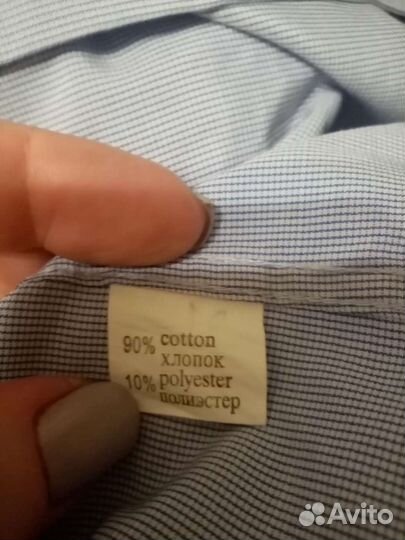 90% cotton
хлопок
10% polyester
полиэстер
Avito